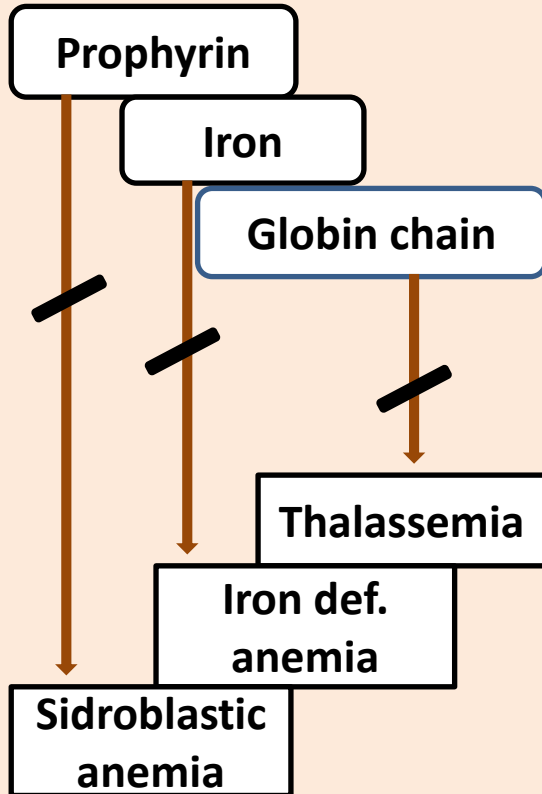 Prophyrin
Iron
Globin chain
Thalassemia
Iron def.
anemia
Sidroblastic
anemia